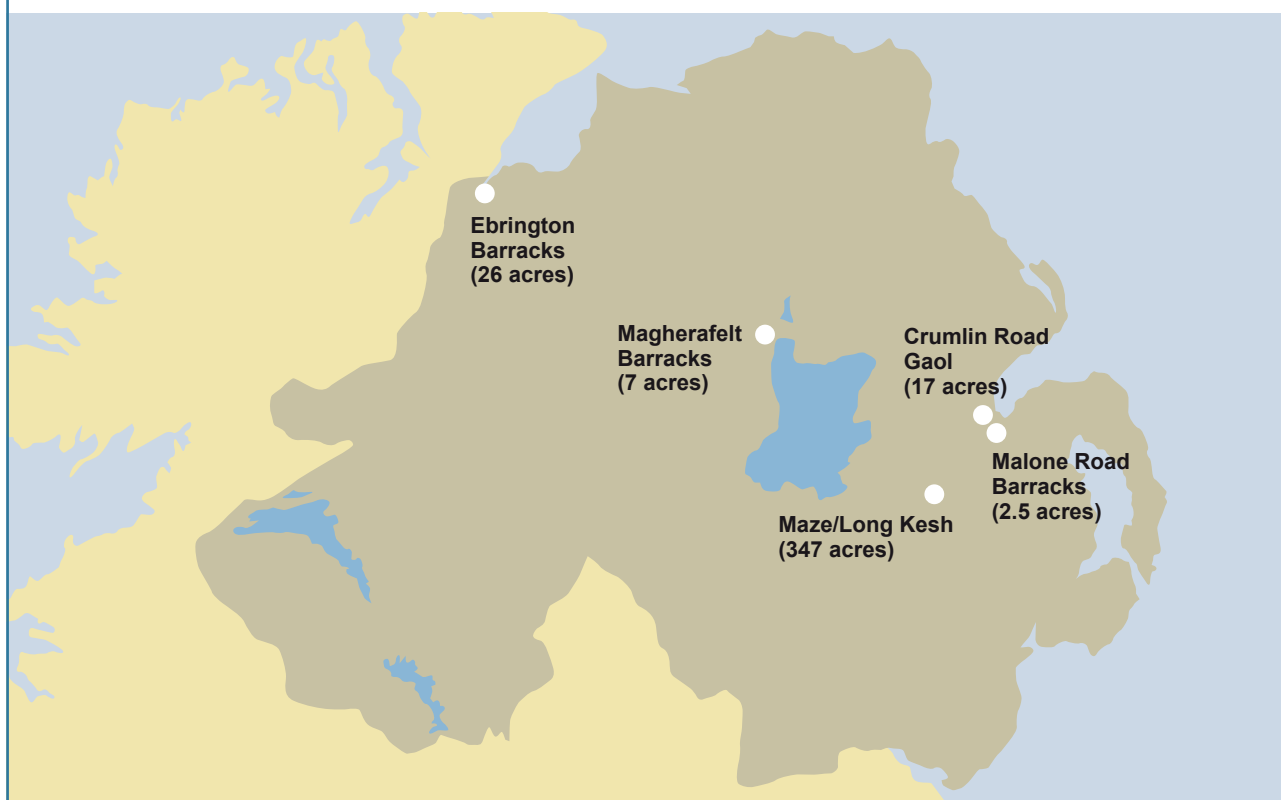 Ebrington
Barracks
(26 acres)
Magherafelt
Barracks
(7 acres)
Crumlin Road
Gaol
(17 acres)
Malone Road
Barracks
(2.5 acres)
Maze/Long Kesh
(347 acres)